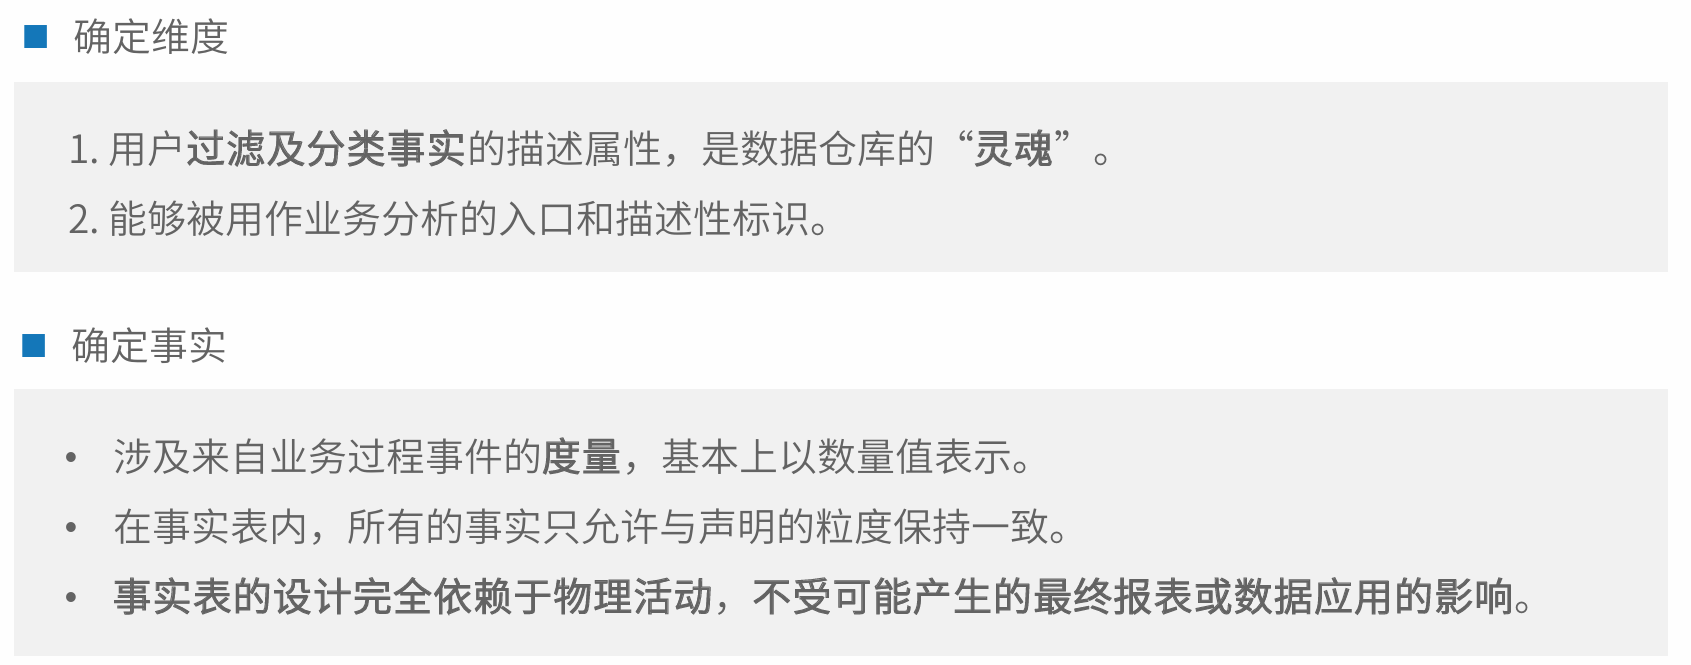 ■ 确定维度
1. 用户过滤及分类事实的描述属性，是数据仓库的“灵魂”。
2. 能够被用作业务分析的入口和描述性标识。
■ 确定事实
• 涉及来自业务过程事件的度量，基本上以数量值表示。
• 在事实表内，所有的事实只允许与声明的粒度保持一致。
• 事实表的设计完全依赖于物理活动，不受可能产生的最终报表或数据应用的影响。